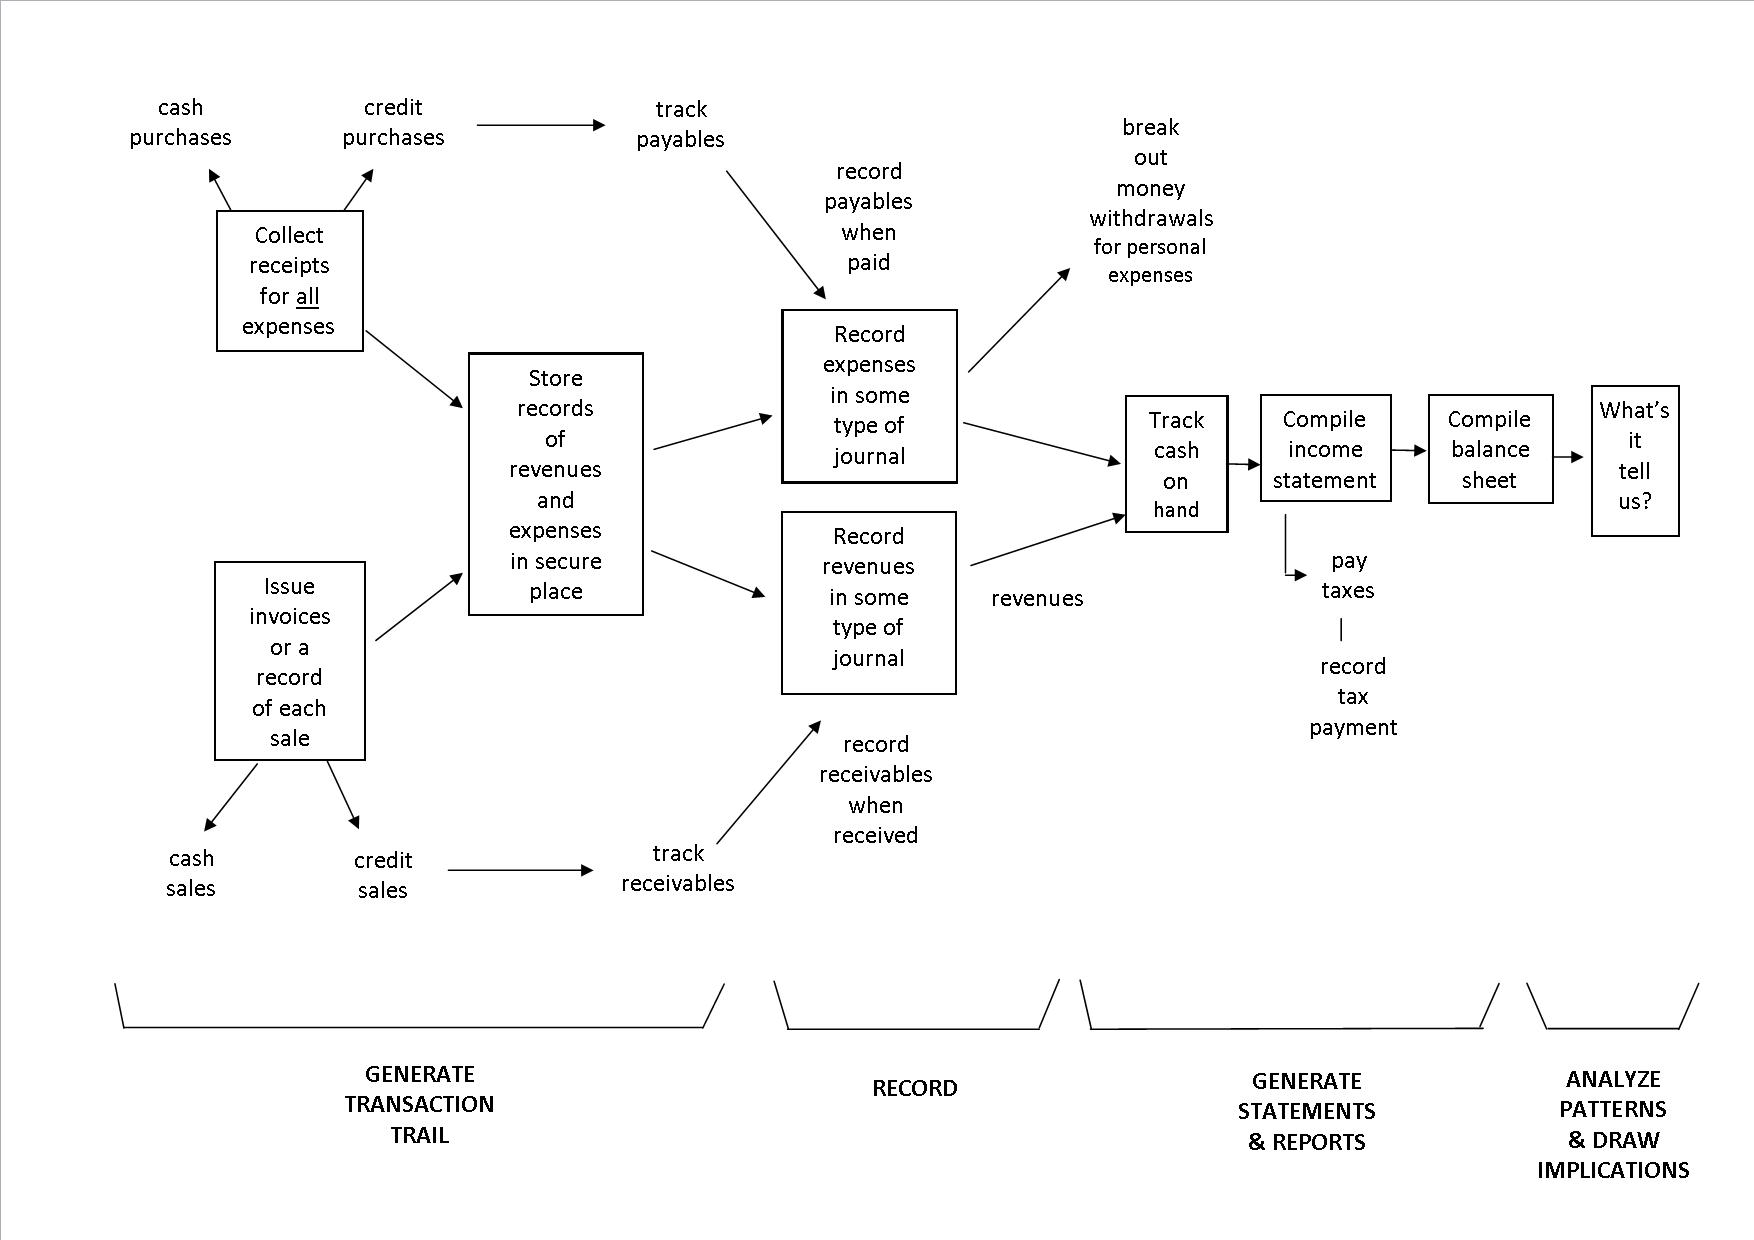 cash
purchases
credit
purchases
track
payables
record
payables
when
paid
break
out
money
withdrawals
for personal
expenses
Collect
receipts
for all
expenses
Store
records
of
revenues
and
expenses
in secure
place
Record
expenses
in some
type of
journal
Track
cash
on
hand
Compile
income
statement
Compile
balance
sheet
What's
it
tell
us?
Issue
invoices
or a
record
of each
sale
Record
revenues
in some
type of
journal
revenues
pay
taxes
record
tax
payment
cash
sales
credit
sales
track
receivables
record
receivables
when
received
GENERATE
TRANSACTION
TRAIL
RECORD
GENERATE
STATEMENTS
& REPORTS
ANALYZE
PATTERNS
& DRAW
IMPLICATIONS